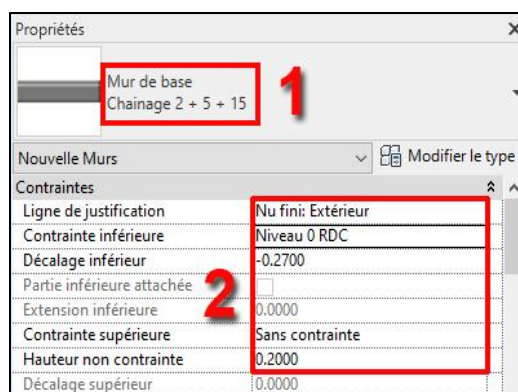 Propriétés
Mur de base
Chainage 2 + 5 + 15
1
Nouvelle Murs
Modifier le type
Contraintes
Ligne de justification Nu fini: Extérieur
Contrainte inférieure Niveau 0 RDC
Décalage inférieur -0.2700
Partie inférieure attachée
2
Extension inférieure 0.0000
Contrainte supérieure Sans contrainte
Hauteur non contrainte 0.2000
Décalage supérieur 0.0000